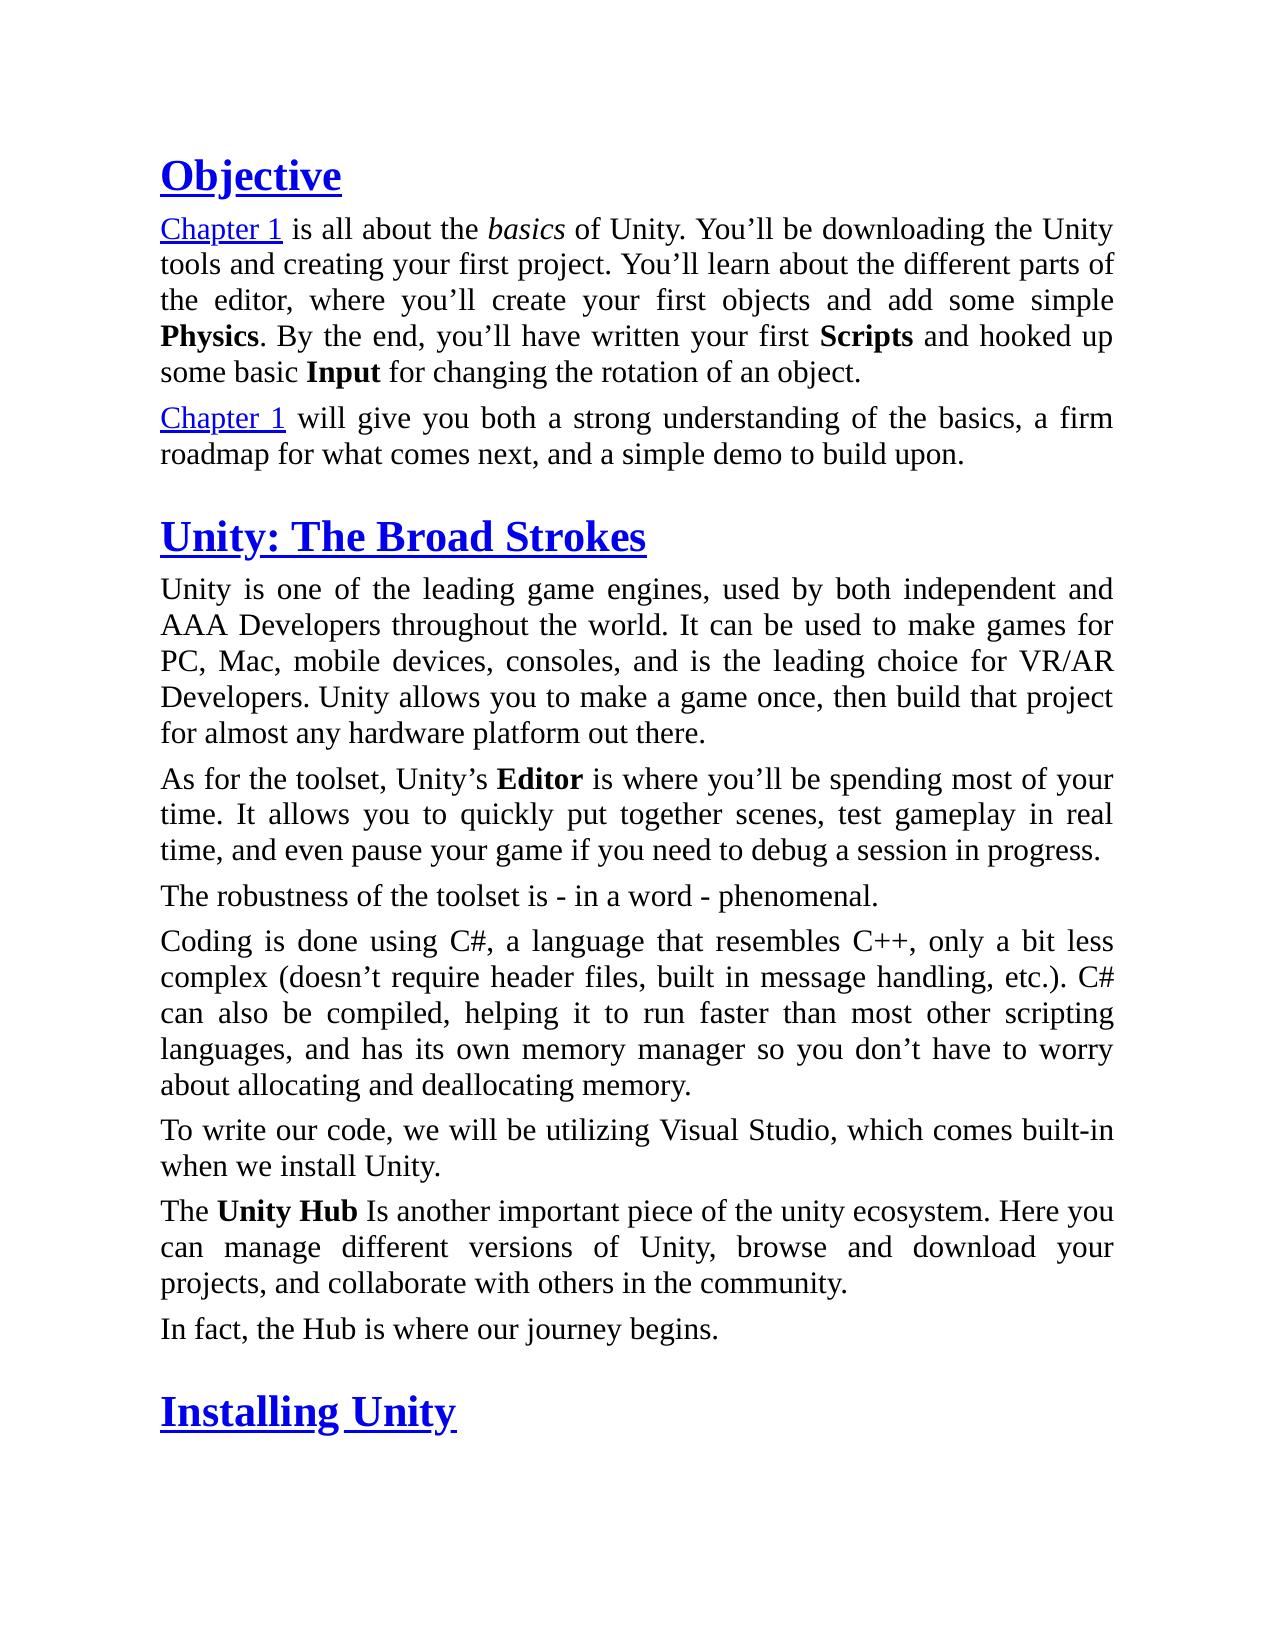 Objective
Chapter 1 is all about the basics of Unity. You’ll be downloading the Unity
tools and creating your first project. You’ll learn about the different parts of
the editor, where you’ll create your first objects and add some simple
Physics. By the end, you’ll have written your first Scripts and hooked up
some basic Input for changing the rotation of an object.
Chapter 1 will give you both a strong understanding of the basics, a firm
roadmap for what comes next, and a simple demo to build upon.
Unity: The Broad Strokes
Unity is one of the leading game engines, used by both independent and
AAA Developers throughout the world. It can be used to make games for
PC, Mac, mobile devices, consoles, and is the leading choice for VR/AR
Developers. Unity allows you to make a game once, then build that project
for almost any hardware platform out there.
As for the toolset, Unity’s Editor is where you’ll be spending most of your
time. It allows you to quickly put together scenes, test gameplay in real
time, and even pause your game if you need to debug a session in progress.
The robustness of the toolset is - in a word - phenomenal.
Coding is done using C#, a language that resembles C++, only a bit less
complex (doesn’t require header files, built in message handling, etc.). C#
can also be compiled, helping it to run faster than most other scripting
languages, and has its own memory manager so you don’t have to worry
about allocating and deallocating memory.
To write our code, we will be utilizing Visual Studio, which comes built-in
when we install Unity.
The Unity Hub Is another important piece of the unity ecosystem. Here you
can manage different versions of Unity, browse and download your
projects, and collaborate with others in the community.
In fact, the Hub is where our journey begins.
Installing Unity